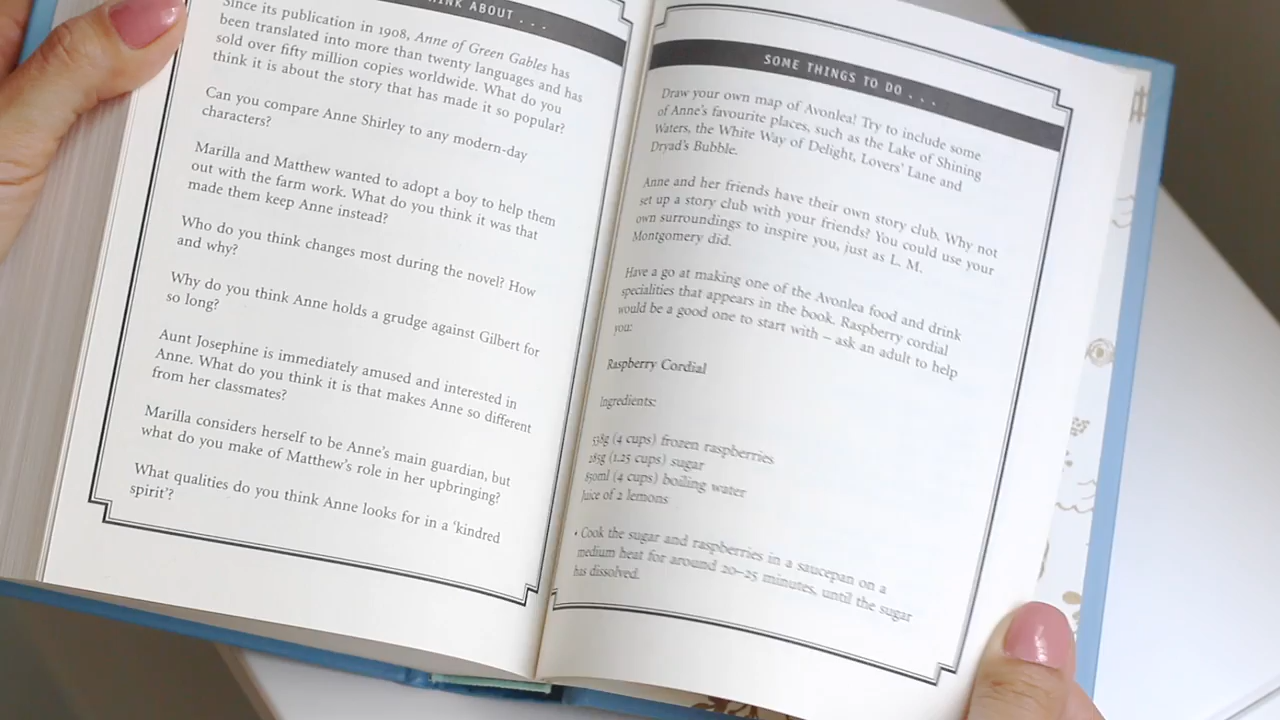 THINK ABOUT . . .
Since its publication in 1908, Anne of Green Gables has
been translated into more than twenty languages and has
sold over fifty million copies worldwide. What do you
think it is about the story that has made it so popular?
Can you compare Anne Shirley to any modern-day
characters?
Marilla and Matthew wanted to adopt a boy to help them
out with the farm work. What do you think it was that
made them keep Anne instead?
Who do you think changes most during the novel? How
and why?
Why do you think Anne holds a grudge against Gilbert for
so long?
Aunt Josephine is immediately amused and interested in
Anne. What do you think it is that makes Anne so different
from her classmates?
Marilla considers herself to be Anne's main guardian, but
what do you make of Matthew's role in her upbringing?
What qualities do you think Anne looks for in a 'kindred
spirit'?
SOME THINGS TO DO . . .
Draw your own map of Avonlea! Try to include some
of Anne's favourite places, such as the Lake of Shining
Waters, the White Way of Delight, Lovers' Lane and
Dryad's Bubble.
Anne and her friends have their own story club. Why not
set up a story club with your friends? You could use your
own surroundings to inspire you, just as L. M.
Montgomery did.
Have a go at making one of the Avonlea food and drink
specialities that appears in the book. Raspberry cordial
would be a good one to start with – ask an adult to help
you:
Raspberry Cordial
Ingredients:
538g (4 cups) frozen raspberries
285g (1.25 cups) sugar
850ml (4 cups) boiling water
Juice of 2 lemons
• Cook the sugar and raspberries in a saucepan on a
medium heat for around 20–25 minutes, until the sugar
has dissolved.